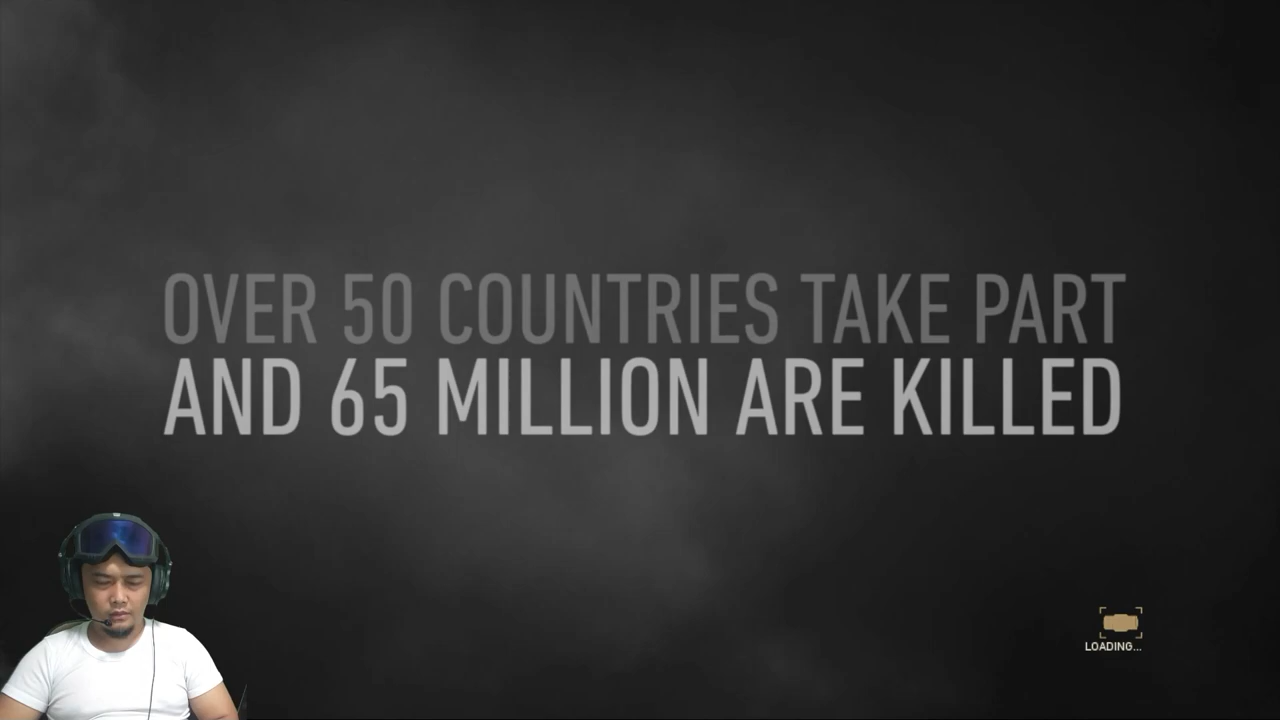 OVER 50 COUNTRIES TAKE PART
AND 65 MILLION ARE KILLED
LOADING...